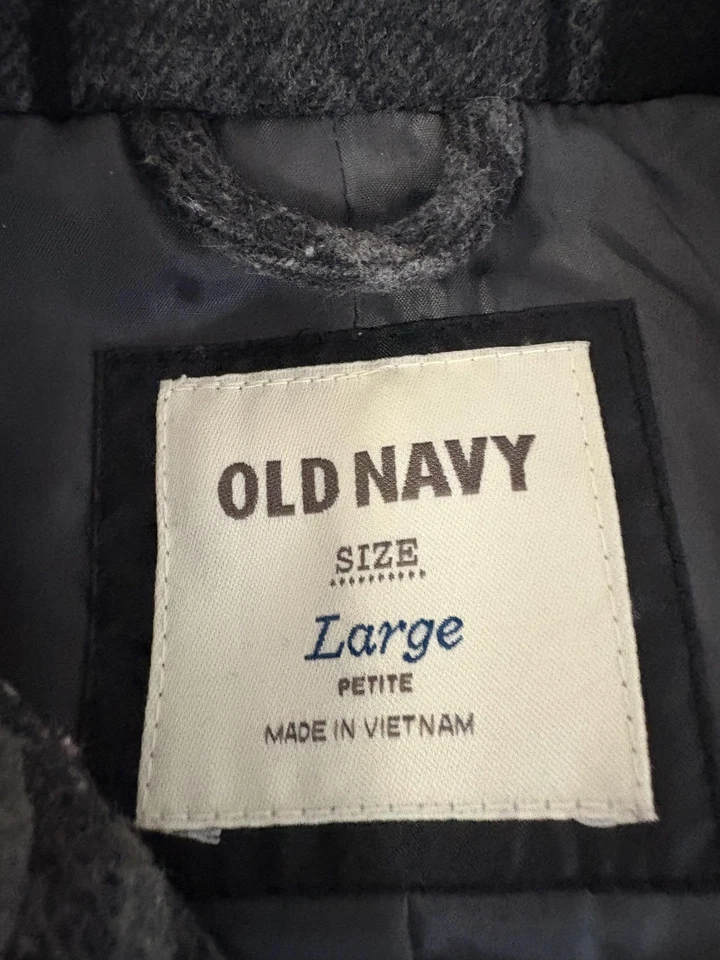 OLD NAVY
SIZE
Large
PETITE
MADE IN VIETNAM